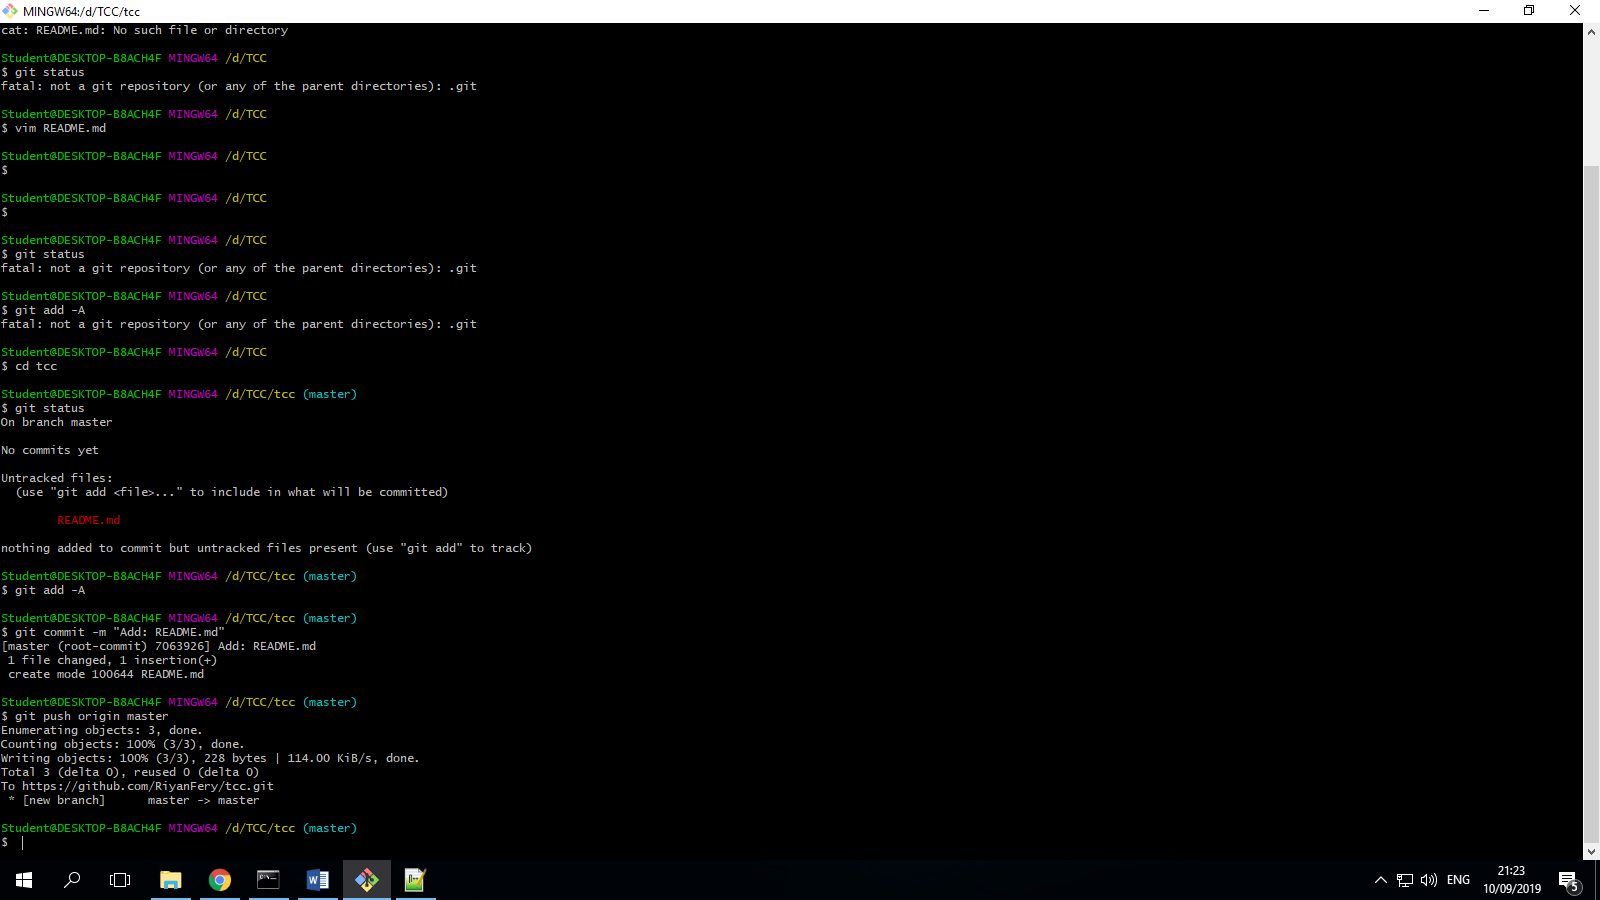 MINGW64:/d/TCC/tcc
cat: README.md: No such file or directory
Student@DESKTOP-B8ACH4F MINGW64 /d/TCC
$ git status
fatal: not a git repository (or any of the parent directories): .git
Student@DESKTOP-B8ACH4F MINGW64 /d/TCC
$ vim README.md
Student@DESKTOP-B8ACH4F MINGW64 /d/TCC
$
Student@DESKTOP-B8ACH4F MINGW64 /d/TCC
$
Student@DESKTOP-B8ACH4F MINGW64 /d/TCC
$ git status
fatal: not a git repository (or any of the parent directories): .git
Student@DESKTOP-B8ACH4F MINGW64 /d/TCC
$ git add -A
fatal: not a git repository (or any of the parent directories): .git
Student@DESKTOP-B8ACH4F MINGW64 /d/TCC
$ cd tcc
Student@DESKTOP-B8ACH4F MINGW64 /d/TCC/tcc (master)
$ git status
On branch master
No commits yet
Untracked files:
(use "git add <file>..." to include in what will be committed)
README.md
nothing added to commit but untracked files present (use "git add" to track)
Student@DESKTOP-B8ACH4F MINGW64 /d/TCC/tcc (master)
$ git add -A
Student@DESKTOP-B8ACH4F MINGW64 /d/TCC/tcc (master)
$ git commit -m "Add: README.md"
[master (root-commit) 7063926] Add: README.md
1 file changed, 1 insertion(+)
create mode 100644 README.md
Student@DESKTOP-B8ACH4F MINGW64 /d/TCC/tcc (master)
$ git push origin master
Enumerating objects: 3, done.
Counting objects: 100% (3/3), done.
Writing objects: 100% (3/3), 228 bytes | 114.00 KiB/s, done.
Total 3 (delta 0), reused 0 (delta 0)
To https://github.com/RiyanFery/tcc.git
* [new branch]      master -> master
Student@DESKTOP-B8ACH4F MINGW64 /d/TCC/tcc (master)
$
ENG
21:23
10/09/2019
5